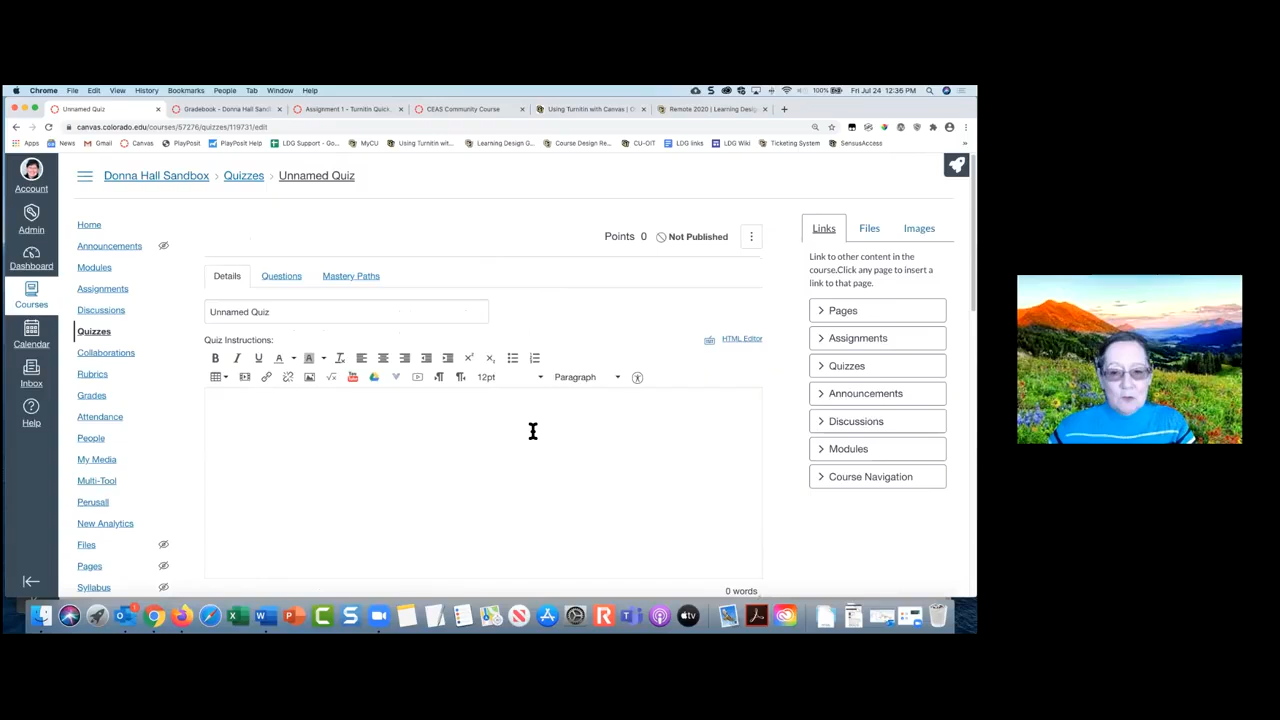 Chrome File Edit View History Bookmarks People Tab Window Help 100% Fri Jul 24 12:35 PM
Unnamed Quiz Gradebook - Donna Hall Sand Assignment 1 - Turnitin Quick CEAS Community Course Using Turnitin with Canvas | O Remote 2020 | Learning Desig
canvas.colorado.edu/courses/57276/quizzes/119731/edit
Apps News Gmail Canvas PlayPosit PlayPosit Help LDG Support - Go... MyCU Using Turnitin wit... Learning Design G... Course Design Re... CU-OIT LDG links LDG Wiki Ticketing System SensusAccess
Account
Admin
Dashboard
Courses
Calendar
Inbox
Help
Donna Hall Sandbox > Quizzes > Unnamed Quiz
Home
Announcements
Modules
Assignments
Discussions
Quizzes
Collaborations
Rubrics
Grades
Attendance
People
My Media
Multi-Tool
Perusall
New Analytics
Files
Pages
Syllabus
Points 0 Not Published
Details Questions Mastery Paths
Unnamed Quiz
Quiz Instructions: HTML Editor
12pt Paragraph
0 words
Links Files Images
Link to other content in the
course.Click any page to insert a
link to that page.
Pages
Assignments
Quizzes
Announcements
Discussions
Modules
Course Navigation